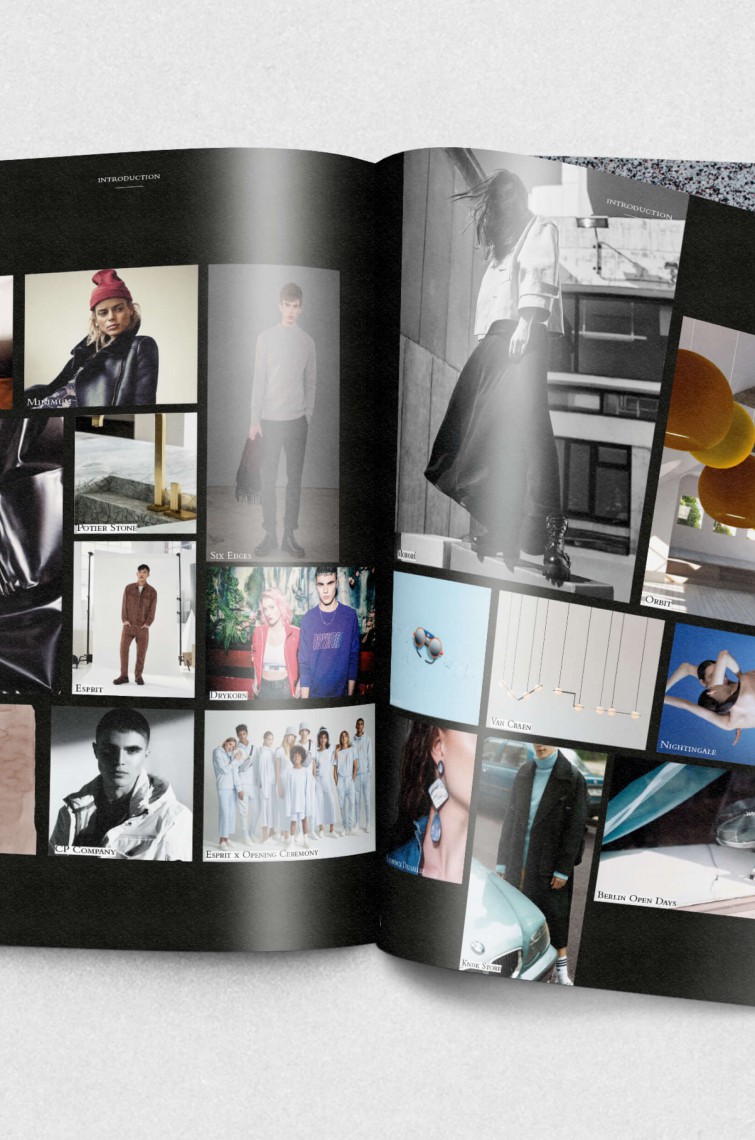 INTRODUCTION
Minimum
Potier Stone
Six Edges
Esprit
Drykorn
CP Company
Esprit x Opening Ceremony
INTRODUCTION
Orbit
Van Craen
Nightingale
Berlin Open Days
Knok Store